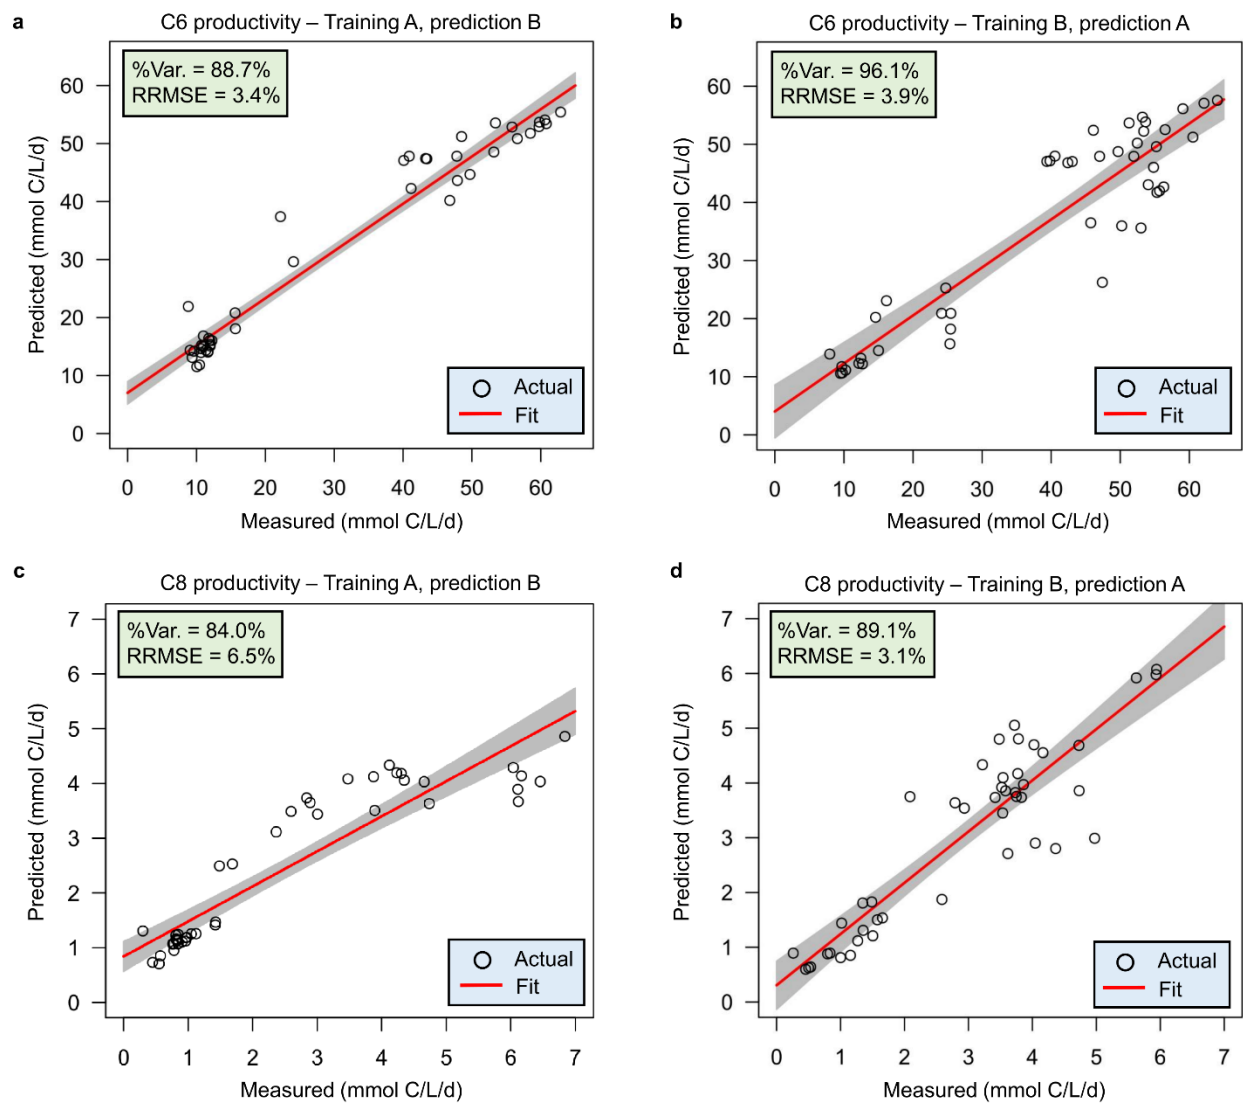 a
C6 productivity – Training A, prediction B
%Var. = 88.7%
RRMSE = 3.4%
Predicted (mmol C/L/d)
60
50
40
30
20
10
0
Actual
Fit
0 10 20 30 40 50 60
Measured (mmol C/L/d)
b
C6 productivity – Training B, prediction A
%Var. = 96.1%
RRMSE = 3.9%
Predicted (mmol C/L/d)
60
50
40
30
20
10
0
Actual
Fit
0 10 20 30 40 50 60
Measured (mmol C/L/d)
c
C8 productivity – Training A, prediction B
%Var. = 84.0%
RRMSE = 6.5%
Predicted (mmol C/L/d)
7
6
5
4
3
2
1
0
Actual
Fit
0 1 2 3 4 5 6 7
Measured (mmol C/L/d)
d
C8 productivity – Training B, prediction A
%Var. = 89.1%
RRMSE = 3.1%
Predicted (mmol C/L/d)
7
6
5
4
3
2
1
0
Actual
Fit
0 1 2 3 4 5 6 7
Measured (mmol C/L/d)